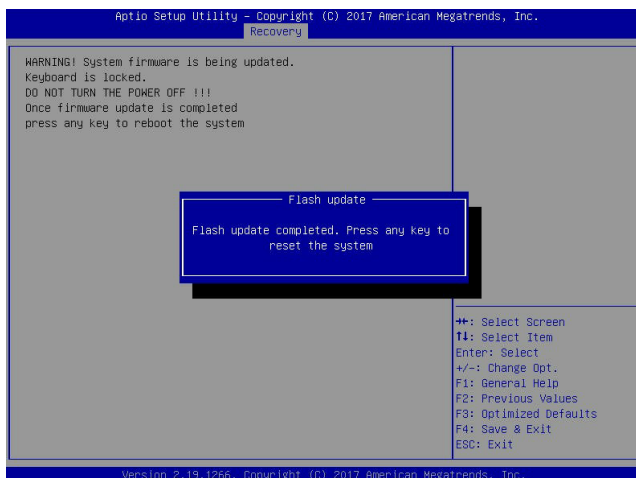 Aptio Setup Utility – Copyright (C) 2017 American Megatrends, Inc.
Recovery
WARNING! System firmware is being updated.
Keyboard is locked.
DO NOT TURN THE POWER OFF !!!
Once firmware update is completed
press any key to reboot the system
Flash update
Flash update completed. Press any key to
reset the system
→←: Select Screen
↑↓: Select Item
Enter: Select
+/-: Change Opt.
F1: General Help
F2: Previous Values
F3: Optimized Defaults
F4: Save & Exit
ESC: Exit
Version 2.19.1266. Copyright (C) 2017 American Megatrends, Inc.